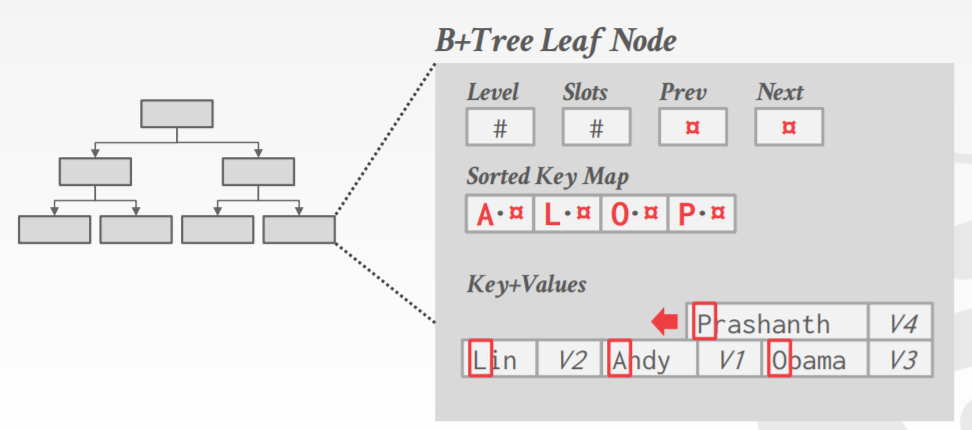 B+Tree Leaf Node
Level Slots Prev Next
# # ¤ ¤
Sorted Key Map
A·¤ L·¤ O·¤ P·¤
Key+Values
Prashanth V4
Lin V2 Andy V1 Obama V3